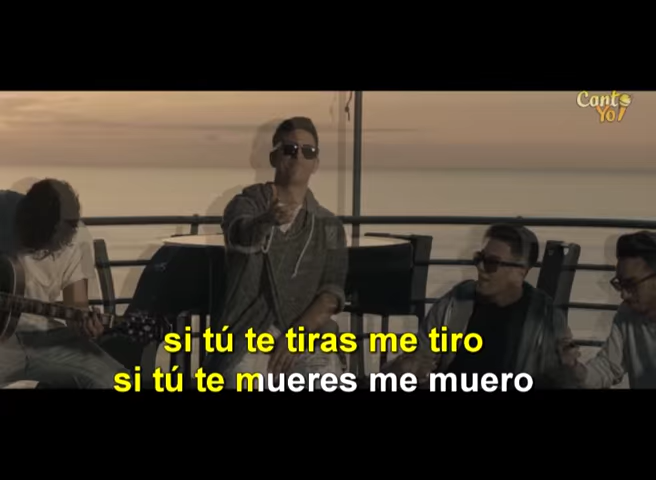 Canto
Yo!
si tú te tiras me tiro
si tú te mueres me muero